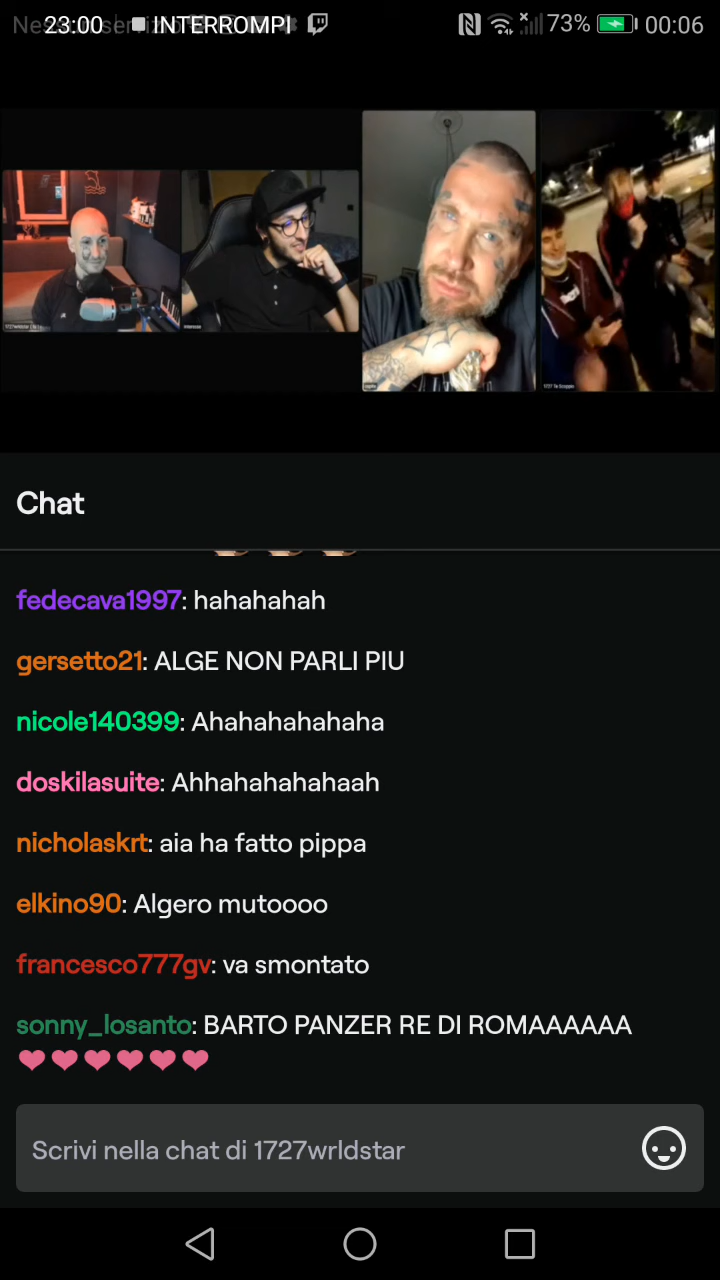 23:00 INTERROMPI 73% 00:06
Chat
fedecava1997: hahahahah
gersetto21: ALGE NON PARLI PIU
nicole140399: Ahahahahahaha
doskilasuite: Ahhahahahahaah
nicholaskrt: aia ha fatto pippa
elkino90: Algero mutoooo
francesco777gv: va smontato
sonny_losanto: BARTO PANZER RE DI ROMAAAAAA
Scrivi nella chat di 1727wrldstar